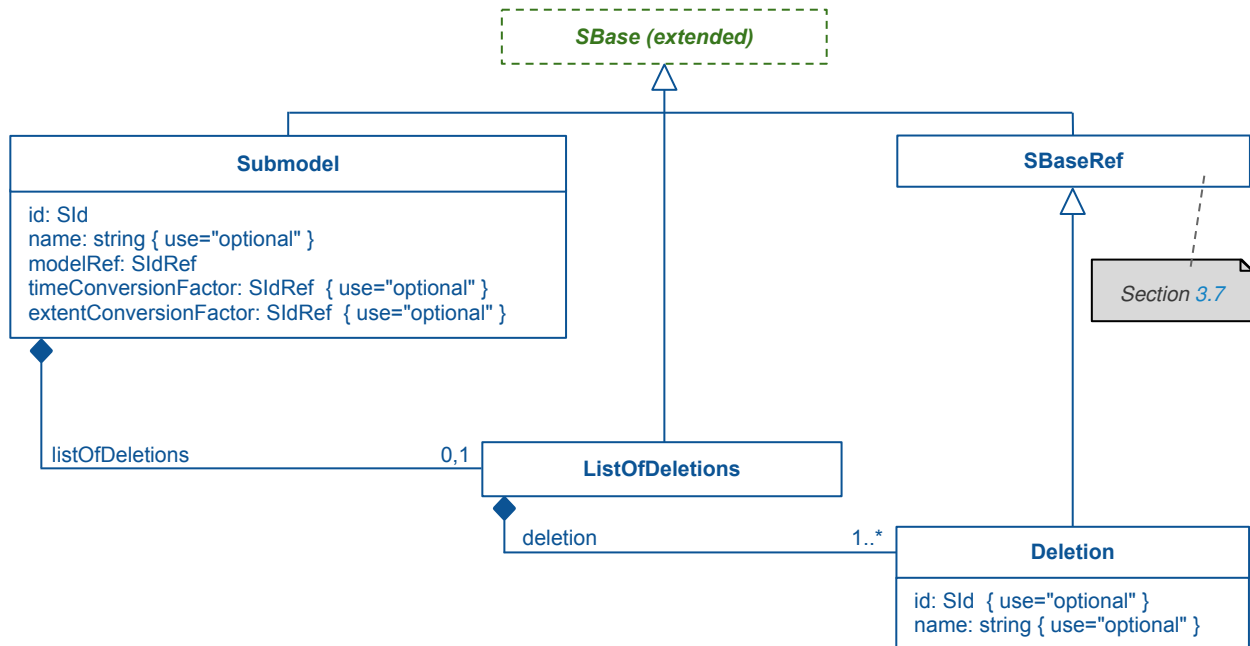 SBase (extended)
Submodel
SBaseRef
id: SId
name: string { use="optional" }
modelRef: SIdRef
timeConversionFactor: SIdRef { use="optional" }
extentConversionFactor: SIdRef { use="optional" }
Section 3.7
listOfDeletions
0,1
ListOfDeletions
deletion
1..*
Deletion
id: SId { use="optional" }
name: string { use="optional" }